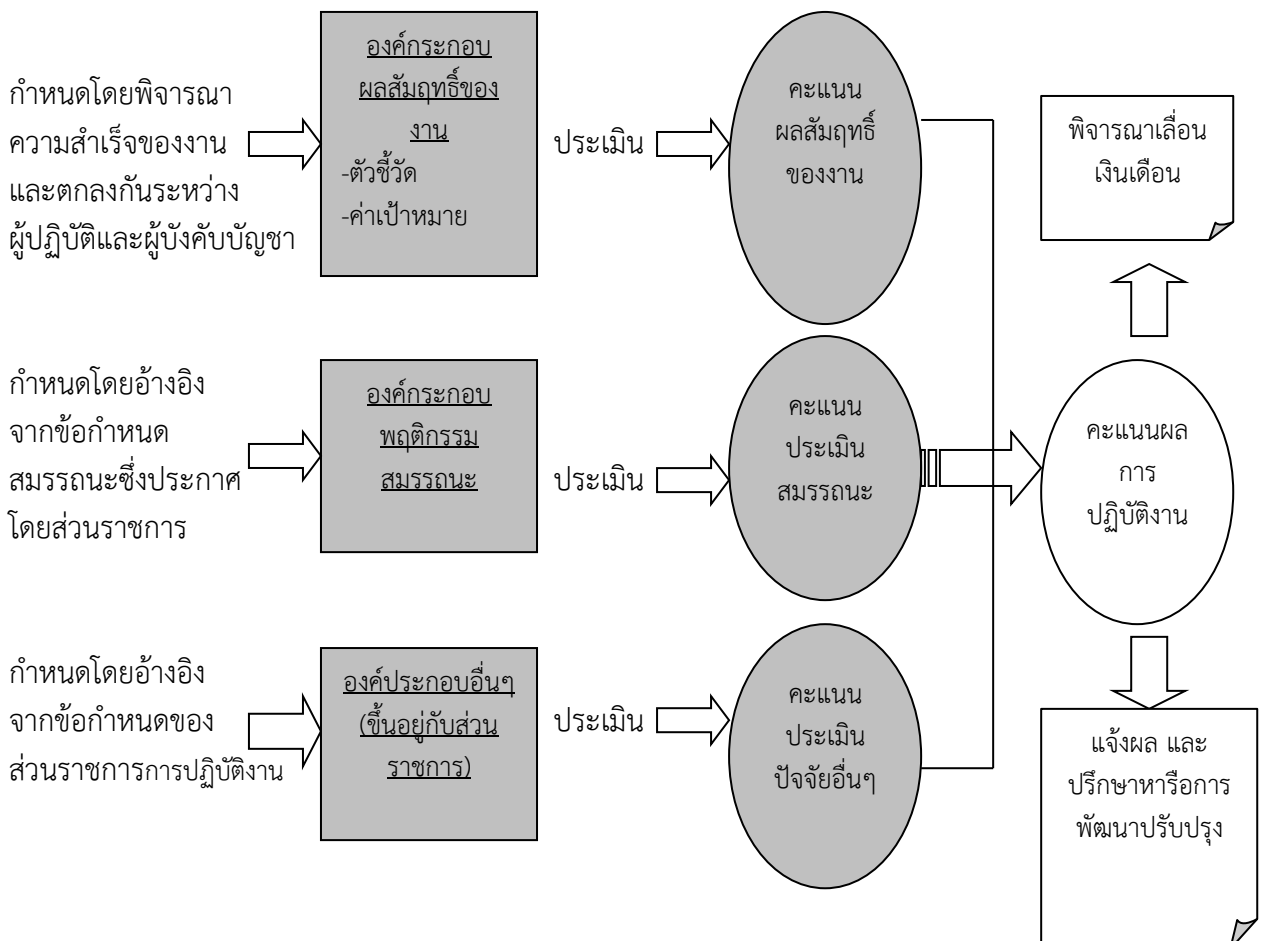 กำหนดโดยพิจารณา
ความสำเร็จของงาน
และตกลงกันระหว่าง
ผู้ปฏิบัติและผู้บังคับบัญชา
องค์กระกอบ
ผลสัมฤทธิ์ของ
งาน
-ตัวชี้วัด
-ค่าเป้าหมาย
ประเมิน
คะแนน
ผลสัมฤทธิ์
ของงาน
พิจารณาเลื่อน
เงินเดือน
กำหนดโดยอ้างอิง
จากข้อกำหนด
สมรรถนะซึ่งประกาศ
โดยส่วนราชการ
องค์กระกอบ
พฤติกรรม
สมรรถนะ
ประเมิน
คะแนน
ประเมิน
สมรรถนะ
คะแนนผล
การ
ปฏิบัติงาน
กำหนดโดยอ้างอิง
จากข้อกำหนดของ
ส่วนราชการการปฏิบัติงาน
องค์ประกอบอื่นๆ
(ขึ้นอยู่กับส่วน
ราชการ)
ประเมิน
คะแนน
ประเมิน
ปัจจัยอื่นๆ
แจ้งผล และ
ปรึกษาหารือการ
พัฒนาปรับปรุง